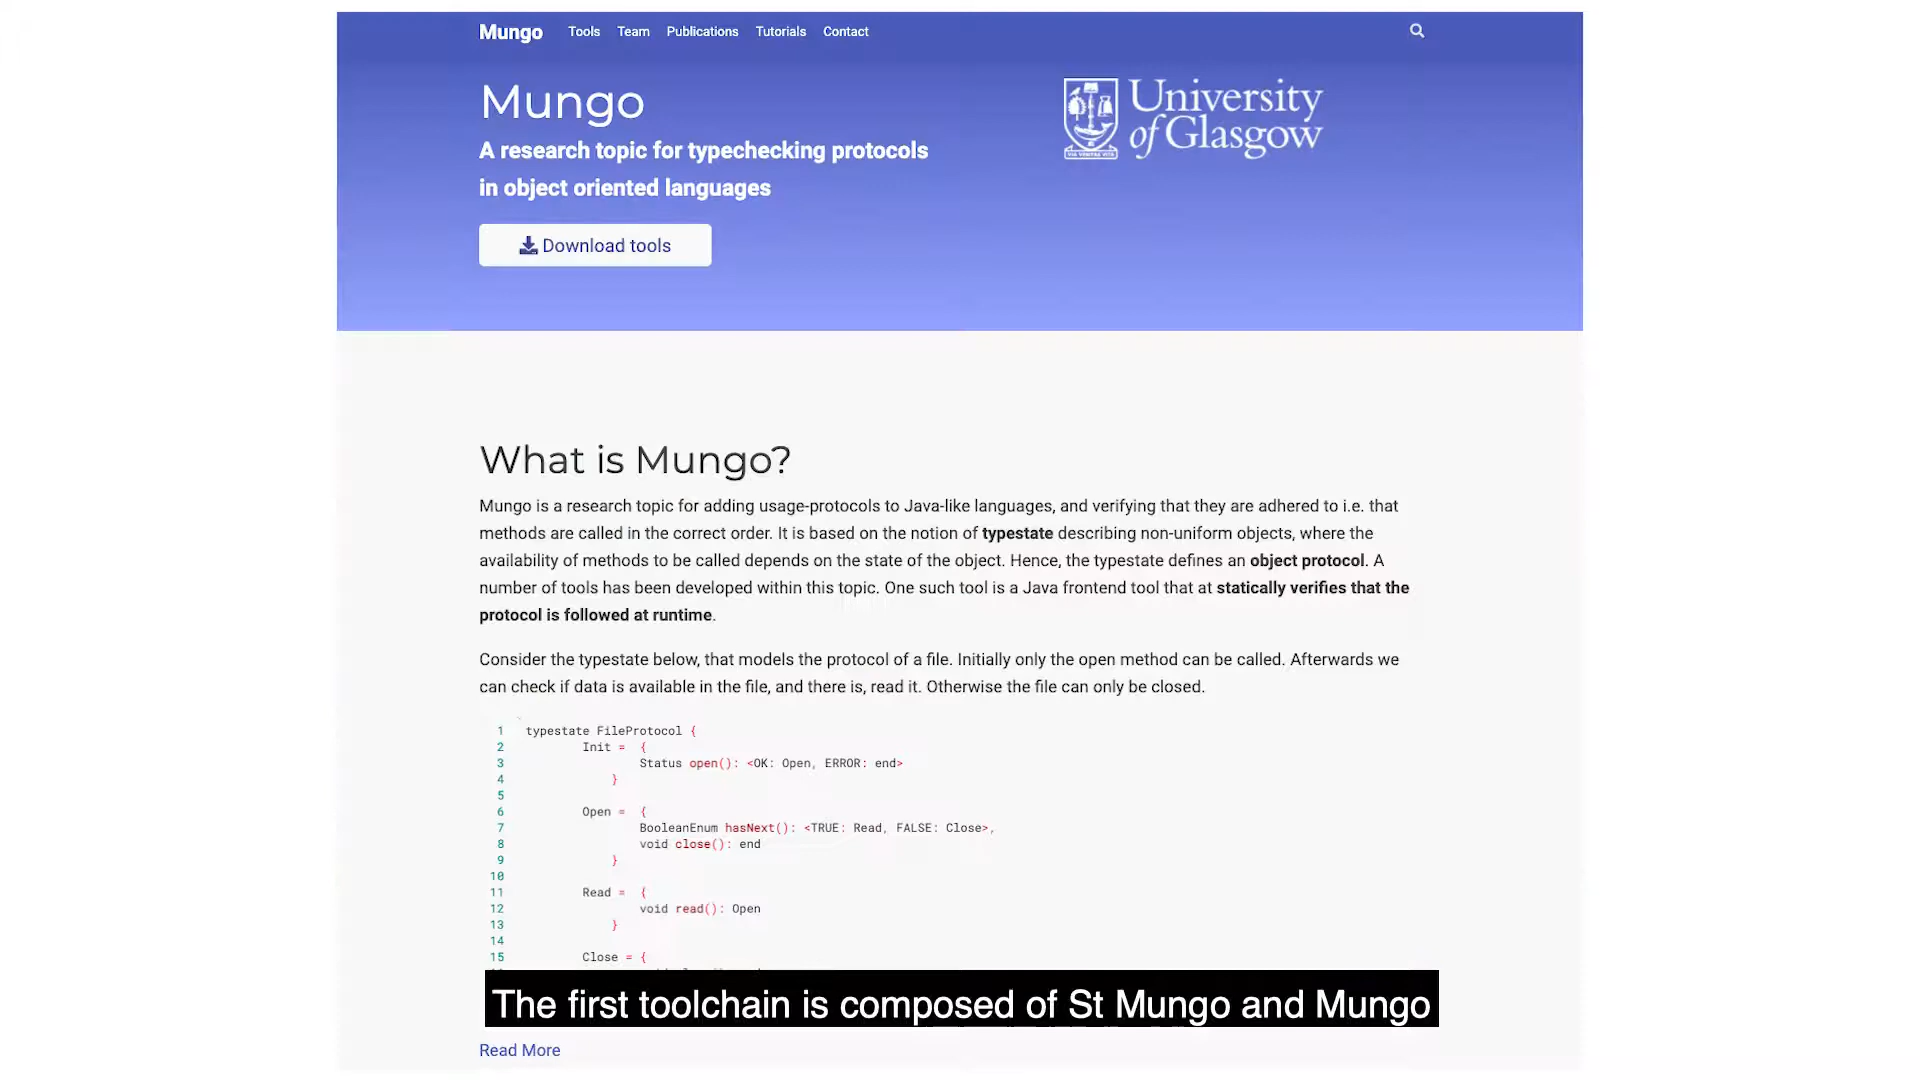 Mungo Tools Team Publications Tutorials Contact
Mungo
A research topic for typechecking protocols
in object oriented languages
University
of Glasgow
VIA VERITAS VITA
Download tools
What is Mungo?
Mungo is a research topic for adding usage-protocols to Java-like languages, and verifying that they are adhered to i.e. that
methods are called in the correct order. It is based on the notion of typestate describing non-uniform objects, where the
availability of methods to be called depends on the state of the object. Hence, the typestate defines an object protocol. A
number of tools has been developed within this topic. One such tool is a Java frontend tool that at statically verifies that the
protocol is followed at runtime.
Consider the typestate below, that models the protocol of a file. Initially only the open method can be called. Afterwards we
can check if data is available in the file, and there is, read it. Otherwise the file can only be closed.
1 typestate FileProtocol {
2 Init = {
3 Status open(): <OK: Open, ERROR: end>
4 }
5
6 Open = {
7 BooleanEnum hasNext(): <TRUE: Read, FALSE: Close>,
8 void close(): end
9 }
10
11 Read = {
12 void read(): Open
13 }
14
15 Close = {
The first toolchain is composed of St Mungo and Mungo
Read More